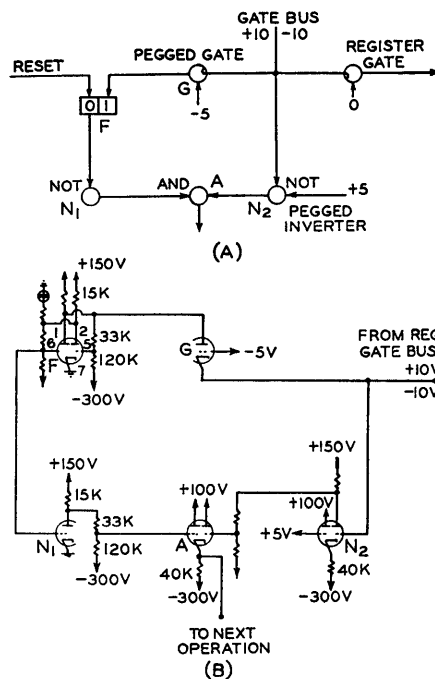 GATE BUS
+10 -10
PEGGED GATE
REGISTER
GATE
RESET
G
0 1
F
-5
0
NOT
N1
AND
A
NOT
N2
+5
PEGGED
INVERTER
(A)
+150V
15K
1 2
6 5
33K
F
7
120K
-300V
G
-5V
FROM REG
GATE BUS
+10V
-10V
+150V
15K
33K
N1
120K
-300V
+100V
A
40K
-300V
+150V
+100V
+5V
N2
40K
-300V
TO NEXT
OPERATION
(B)